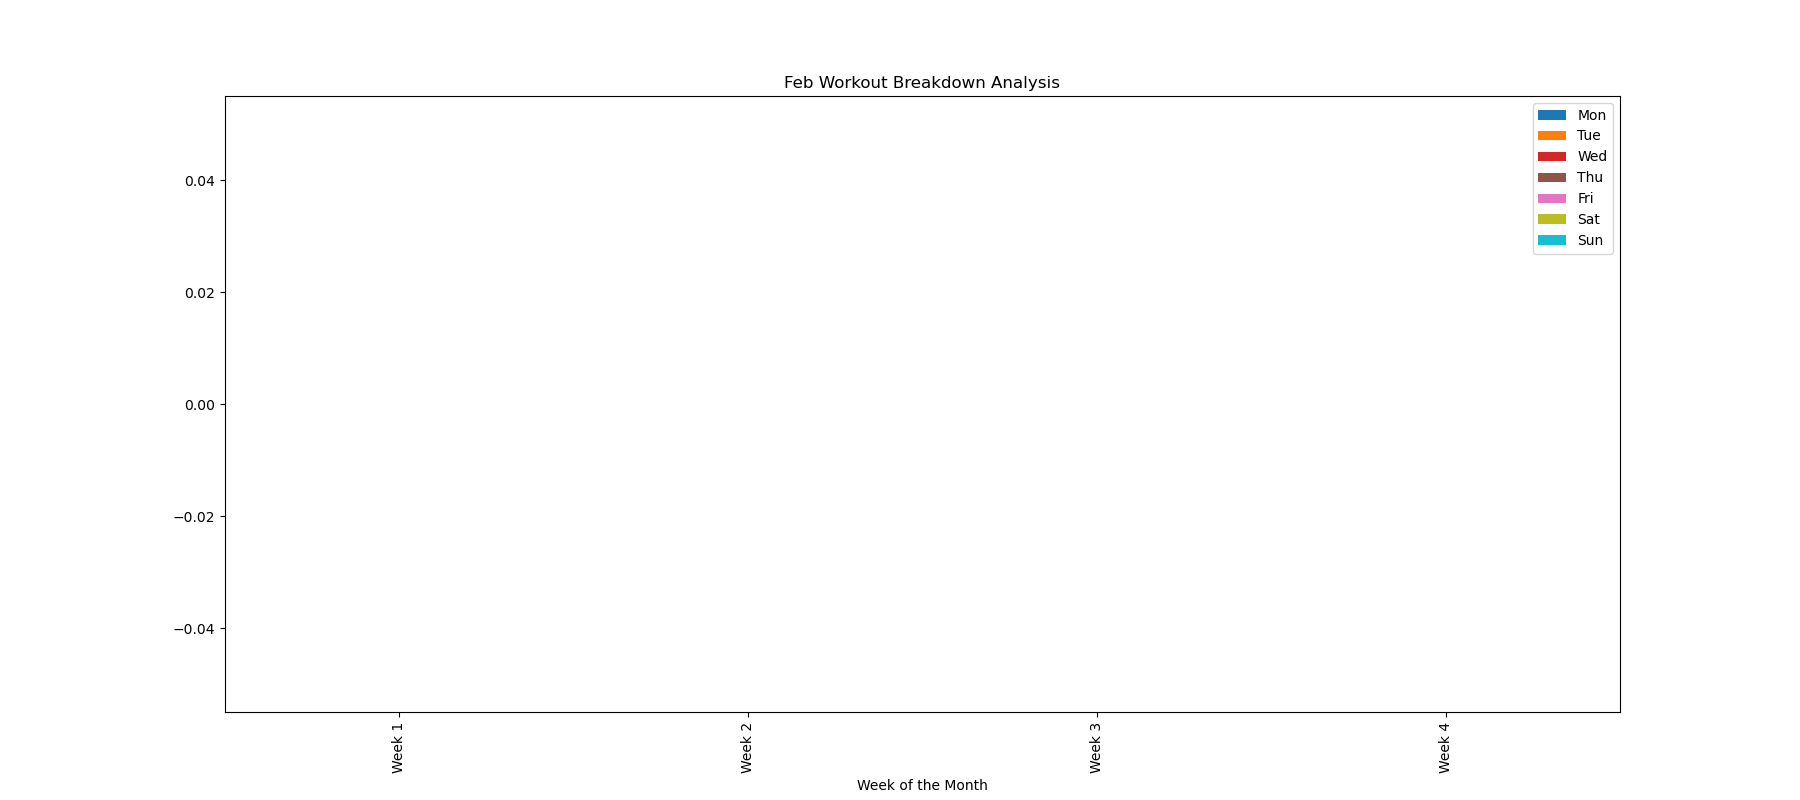 Feb Workout Breakdown Analysis
Mon
Tue
Wed
Thu
Fri
Sat
Sun
0.04
0.02
0.00
−0.02
−0.04
Week 1
Week 2
Week 3
Week 4
Week of the Month